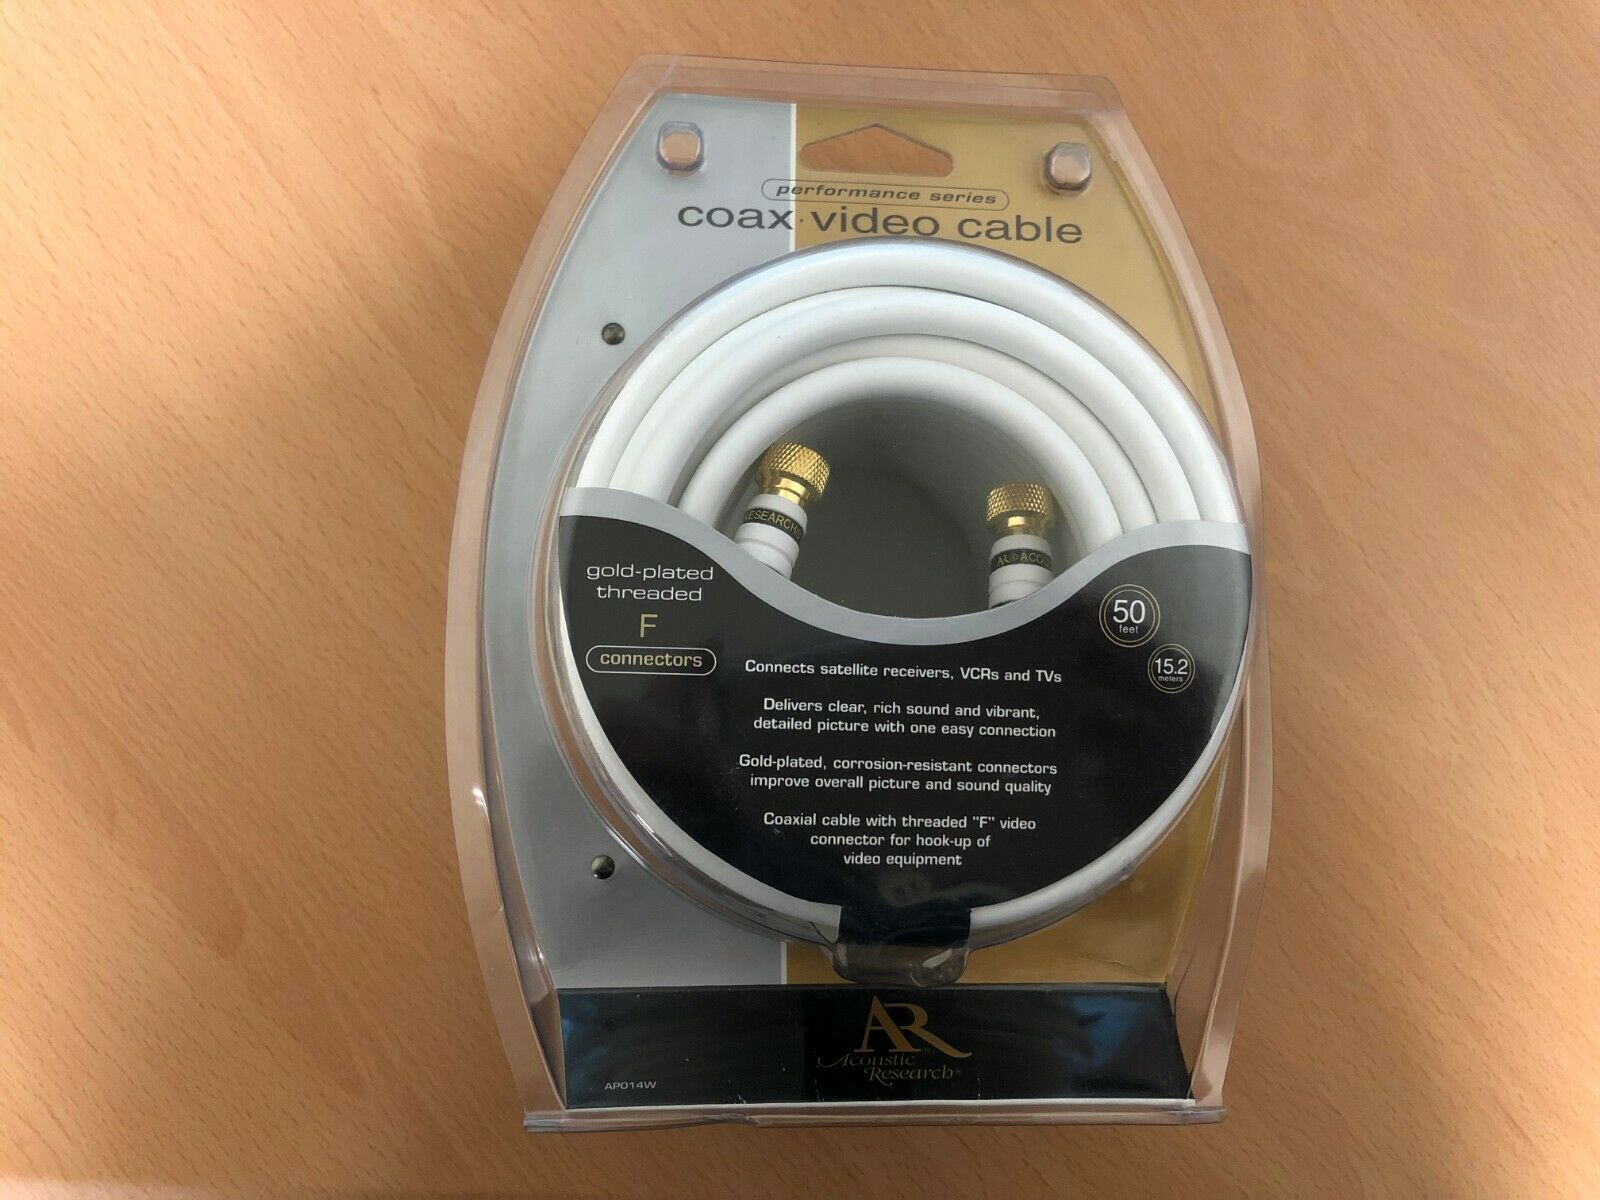 performance series
coax video cable
RESEARCH
AR® ACOU
gold-plated
threaded
F
connectors
50
feet
15.2
meters
Connects satellite receivers, VCRs and TVs
Delivers clear, rich sound and vibrant,
detailed picture with one easy connection
Gold-plated, corrosion-resistant connectors
improve overall picture and sound quality
Coaxial cable with threaded "F" video
connector for hook-up of
video equipment
AR®
Acoustic
Research®
AP014W